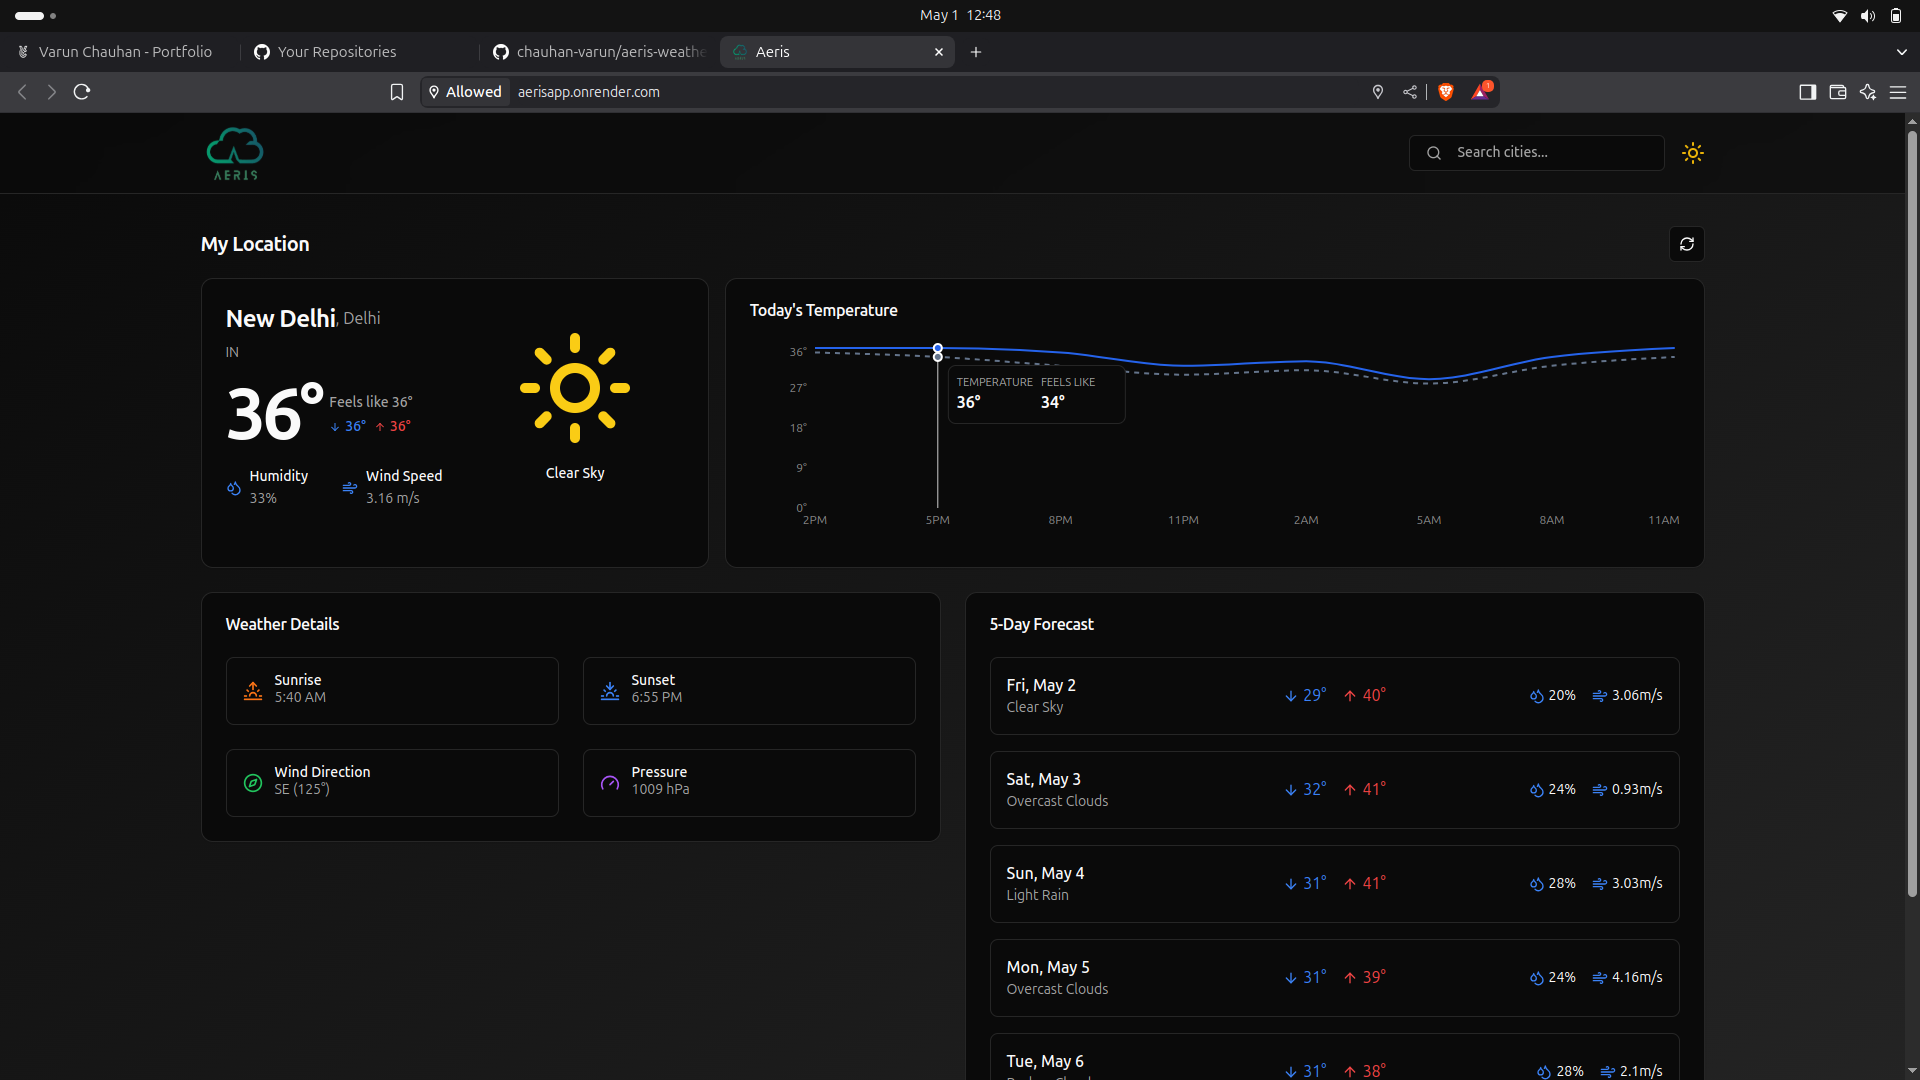 May 1 12:48
Varun Chauhan - Portfolio
Your Repositories
chauhan-varun/aeris-weathe
Aeris
Allowed
aerisapp.onrender.com
1
AERIS
Search cities...
My Location
New Delhi, Delhi
IN
36°
Feels like 36°
↓ 36° ↑ 36°
Humidity
33%
Wind Speed
3.16 m/s
Clear Sky
Today's Temperature
36°
27°
18°
9°
0°
TEMPERATURE FEELS LIKE
36° 34°
2PM 5PM 8PM 11PM 2AM 5AM 8AM 11AM
Weather Details
Sunrise
5:40 AM
Sunset
6:55 PM
Wind Direction
SE (125°)
Pressure
1009 hPa
5-Day Forecast
Fri, May 2
Clear Sky
↓ 29° ↑ 40°
20% 3.06m/s
Sat, May 3
Overcast Clouds
↓ 32° ↑ 41°
24% 0.93m/s
Sun, May 4
Light Rain
↓ 31° ↑ 41°
28% 3.03m/s
Mon, May 5
Overcast Clouds
↓ 31° ↑ 39°
24% 4.16m/s
Tue, May 6
↓ 31° ↑ 38°
28% 2.1m/s